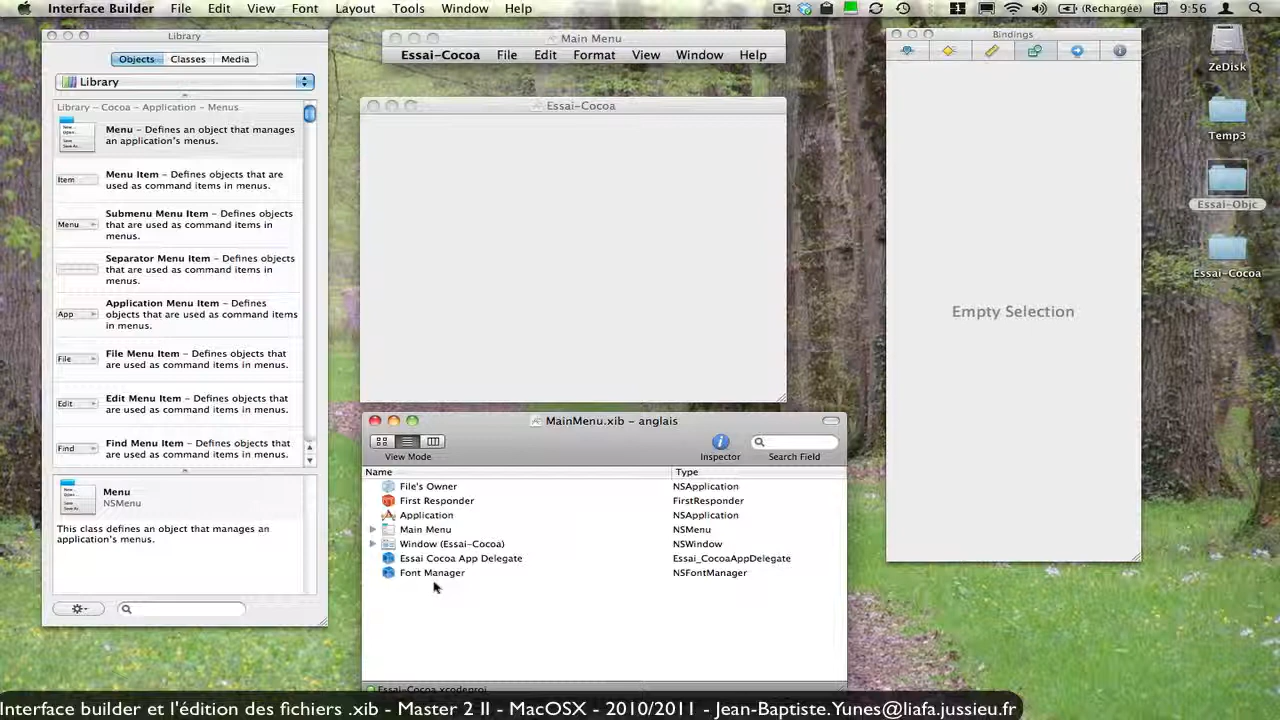 Interface Builder File Edit View Font Layout Tools Window Help
1 (Rechargée) 9:56
Library
Objects Classes Media
Library
Library – Cocoa – Application – Menus
Menu – Defines an object that manages
an application's menus.
Item
Menu Item – Defines objects that are
used as command items in menus.
Menu
Submenu Menu Item – Defines objects
that are used as command items in
menus.
Separator Menu Item – Defines objects
that are used as command items in
menus.
App
Application Menu Item – Defines
objects that are used as command items
in menus.
File
File Menu Item – Defines objects that
are used as command items in menus.
Edit
Edit Menu Item – Defines objects that
are used as command items in menus.
Find
Find Menu Item – Defines objects that
are used as command items in menus.
Menu
NSMenu
This class defines an object that manages an
application's menus.
Main Menu
Essai-Cocoa File Edit Format View Window Help
Essai-Cocoa
MainMenu.xib – anglais
View Mode Inspector Search Field
Name Type
File's Owner NSApplication
First Responder FirstResponder
Application NSApplication
Main Menu NSMenu
Window (Essai-Cocoa) NSWindow
Essai Cocoa App Delegate Essai_CocoaAppDelegate
Font Manager NSFontManager
Essai-Cocoa.xcodeproj
Bindings
Empty Selection
ZeDisk
Temp3
Essai-Objc
Essai-Cocoa
Interface builder et l'édition des fichiers .xib - Master 2 II - MacOSX - 2010/2011 - Jean-Baptiste.Yunes@liafa.jussieu.fr